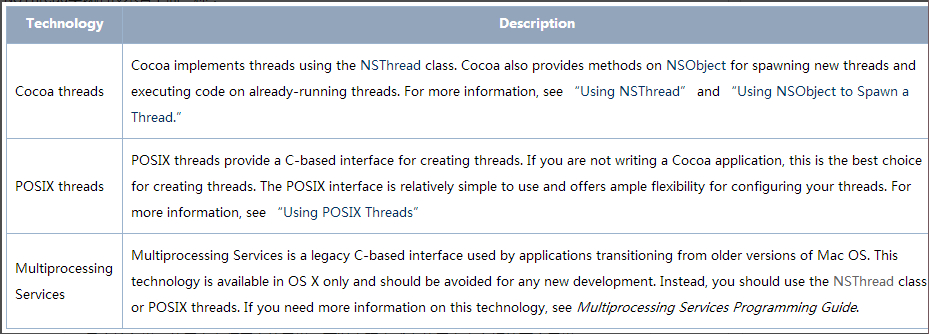 Technology Description
Cocoa threads
Cocoa implements threads using the NSThread class. Cocoa also provides methods on NSObject for spawning new threads and
executing code on already-running threads. For more information, see “Using NSThread” and “Using NSObject to Spawn a
Thread.”
POSIX threads
POSIX threads provide a C-based interface for creating threads. If you are not writing a Cocoa application, this is the best choice
for creating threads. The POSIX interface is relatively simple to use and offers ample flexibility for configuring your threads. For
more information, see “Using POSIX Threads”
Multiprocessing
Services
Multiprocessing Services is a legacy C-based interface used by applications transitioning from older versions of Mac OS. This
technology is available in OS X only and should be avoided for any new development. Instead, you should use the NSThread class
or POSIX threads. If you need more information on this technology, see Multiprocessing Services Programming Guide.